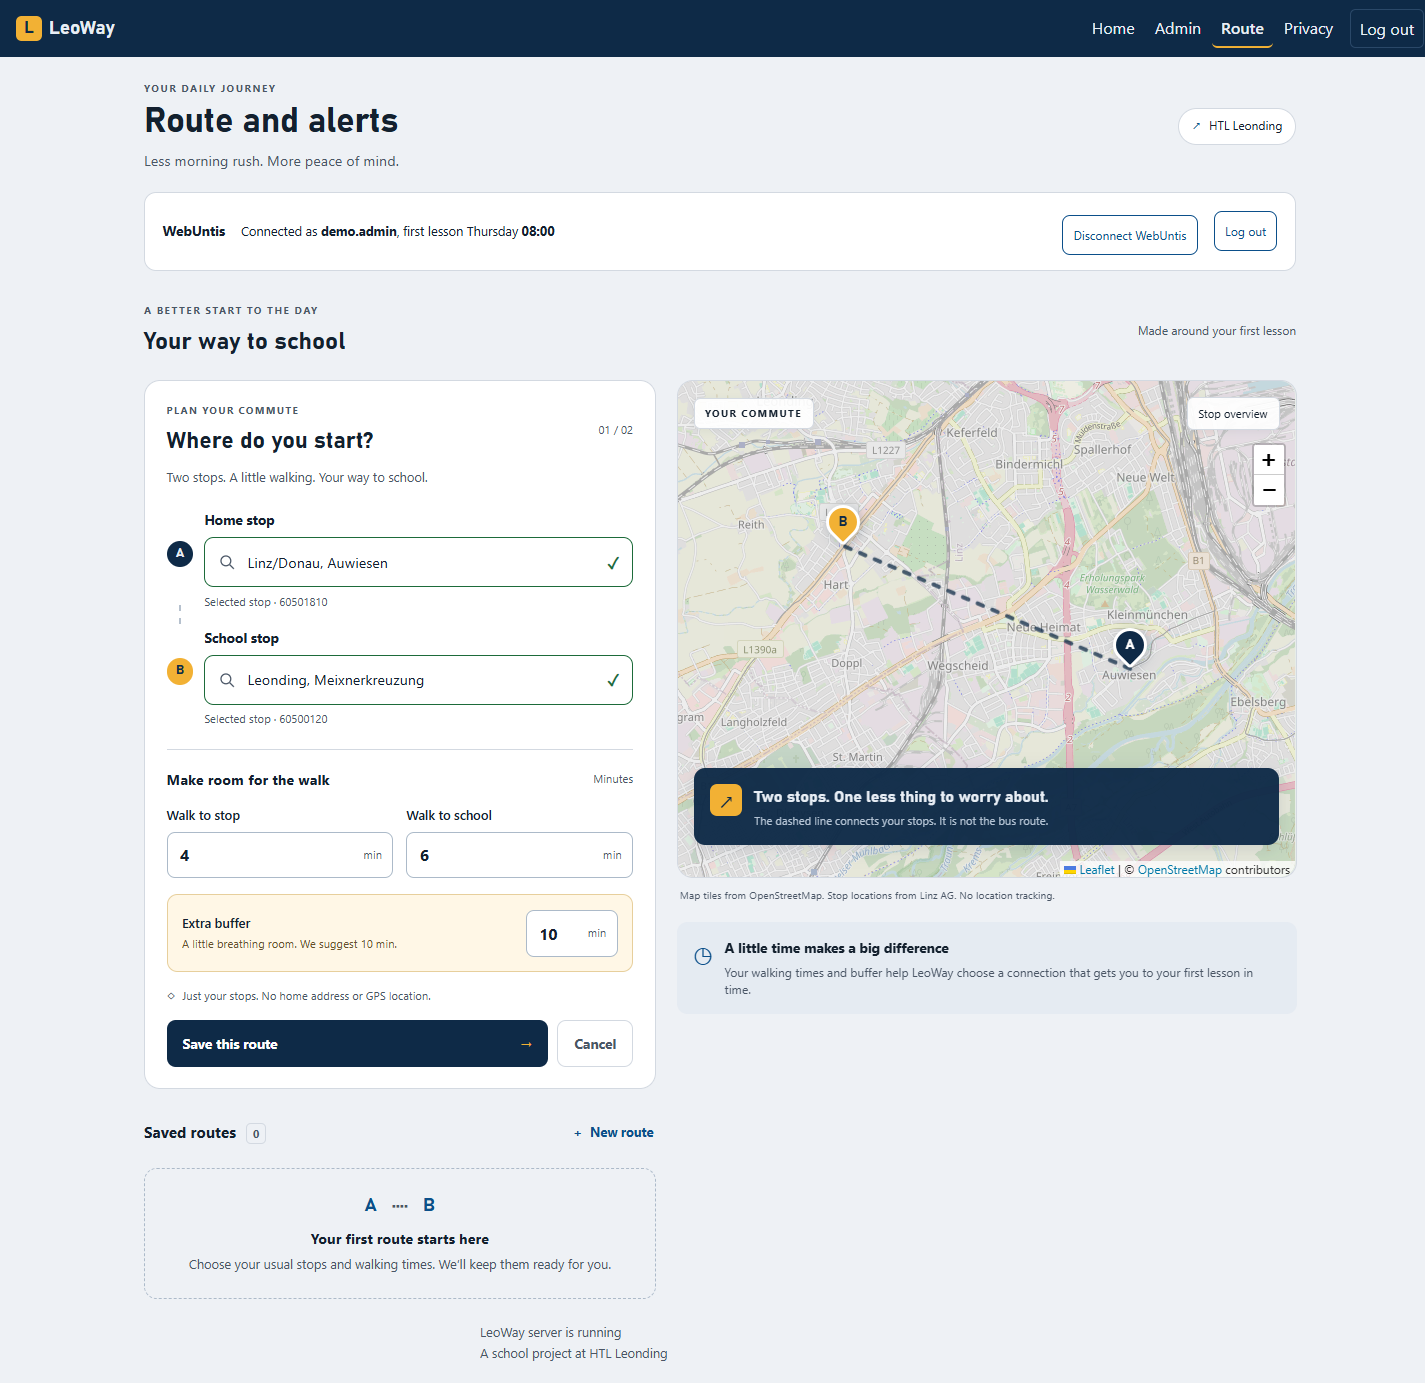 L LeoWay
Home Admin Route Privacy Log out
YOUR DAILY JOURNEY
Route and alerts
Less morning rush. More peace of mind.
↗ HTL Leonding
WebUntis Connected as demo.admin, first lesson Thursday 08:00
Disconnect WebUntis
Log out
A BETTER START TO THE DAY
Your way to school
Made around your first lesson
PLAN YOUR COMMUTE
Where do you start?
01 / 02
Two stops. A little walking. Your way to school.
Home stop
A
Linz/Donau, Auwiesen
Selected stop · 60501810
School stop
B
Leonding, Meixnerkreuzung
Selected stop · 60500120
Make room for the walk
Minutes
Walk to stop
Walk to school
4 min
6 min
Extra buffer
A little breathing room. We suggest 10 min.
10 min
Just your stops. No home address or GPS location.
Save this route →
Cancel
Saved routes 0
+ New route
A B
Your first route starts here
Choose your usual stops and walking times. We'll keep them ready for you.
YOUR COMMUTE
Stop overview
+
−
Keferfeld
L1227
Bindermichl
Spallerhof
Muldenstraße
Neue Welt
Reith
B
Linz
B1
Hart
Erholungspark
Wasserwald
Kleinmünchen
Neue Heimat
L1390a
Doppl
Wegscheid
A
Auwiesen
Ebelsberg
gram
Langholzfeld
St. Martin
Two stops. One less thing to worry about.
The dashed line connects your stops. It is not the bus route.
Leaflet | © OpenStreetMap contributors
Map tiles from OpenStreetMap. Stop locations from Linz AG. No location tracking.
A little time makes a big difference
Your walking times and buffer help LeoWay choose a connection that gets you to your first lesson in
time.
LeoWay server is running
A school project at HTL Leonding